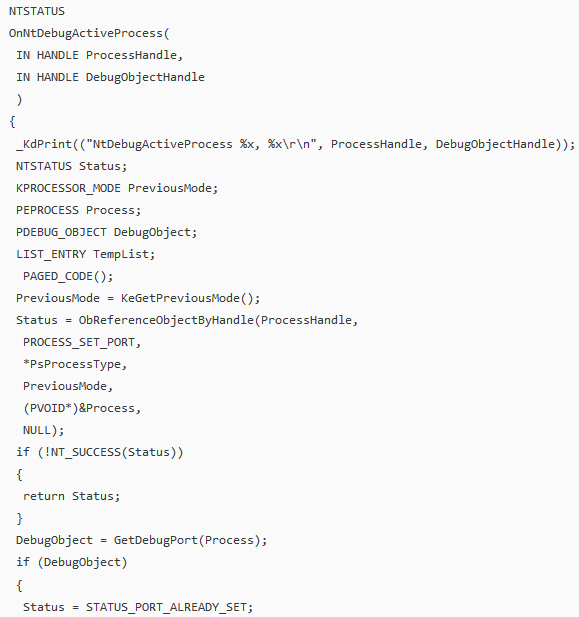 NTSTATUS
OnNtDebugActiveProcess(
IN HANDLE ProcessHandle,
IN HANDLE DebugObjectHandle
)
{
_KdPrint(("NtDebugActiveProcess %x, %x\r\n", ProcessHandle, DebugObjectHandle));
NTSTATUS Status;
KPROCESSOR_MODE PreviousMode;
PEPROCESS Process;
PDEBUG_OBJECT DebugObject;
LIST_ENTRY TempList;
PAGED_CODE();
PreviousMode = KeGetPreviousMode();
Status = ObReferenceObjectByHandle(ProcessHandle,
PROCESS_SET_PORT,
*PsProcessType,
PreviousMode,
(PVOID*)&Process,
NULL);
if (!NT_SUCCESS(Status))
{
return Status;
}
DebugObject = GetDebugPort(Process);
if (DebugObject)
{
Status = STATUS_PORT_ALREADY_SET;